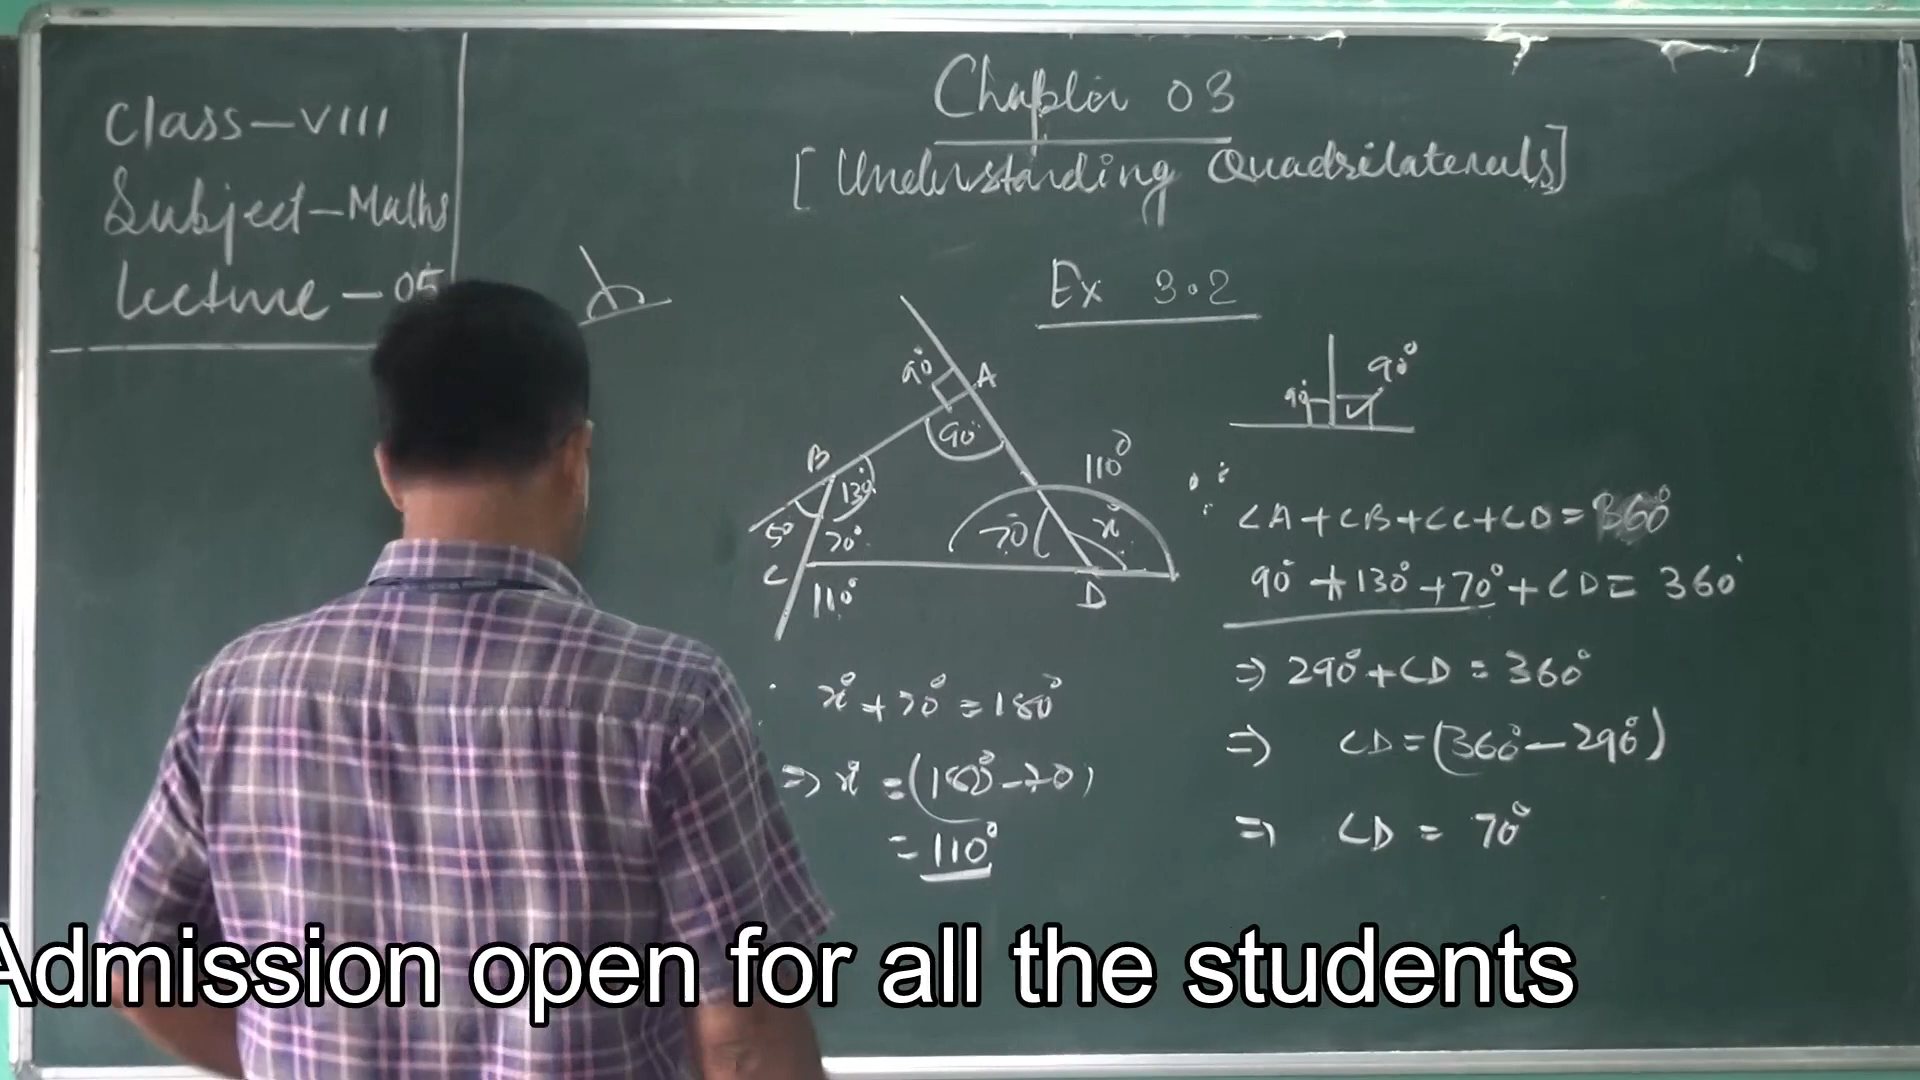 Class-VIII
Subject-Maths
Lecture-05
Chapter 03
[Understanding Quadrilaterals]
Ex 3.2
90°
A
90°
B
130°
50°
70°
C
110°
70
x°
110°
D
90°
90°
∠A+∠B+∠C+∠D=360°
90°+130°+70°+∠D=360°
⇒ 290°+∠D=360°
⇒ ∠D=(360°-290°)
⇒ ∠D = 70°
x°+70°=180°
⇒ x°=(180°-70)
=110°
Admission open for all the students